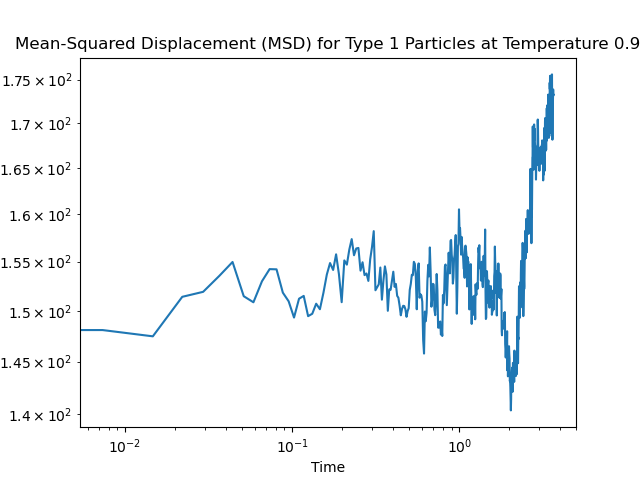 Mean-Squared Displacement (MSD) for Type 1 Particles at Temperature 0.9
1.75 × 10²
1.7 × 10²
1.65 × 10²
1.6 × 10²
1.55 × 10²
1.5 × 10²
1.45 × 10²
1.4 × 10²
10⁻² 10⁻¹ 10⁰
Time